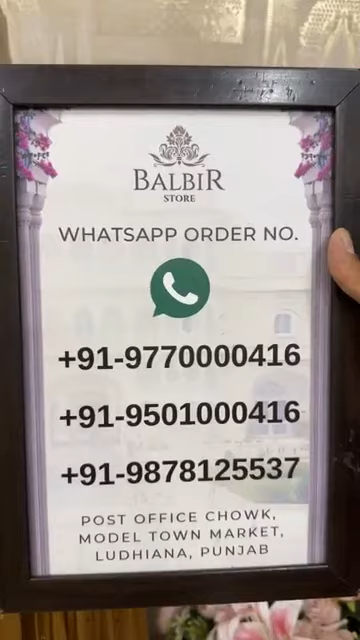 BALBIR
STORE
WHATSAPP ORDER NO.
+91-9770000416
+91-9501000416
+91-9878125537
POST OFFICE CHOWK,
MODEL TOWN MARKET,
LUDHIANA, PUNJAB